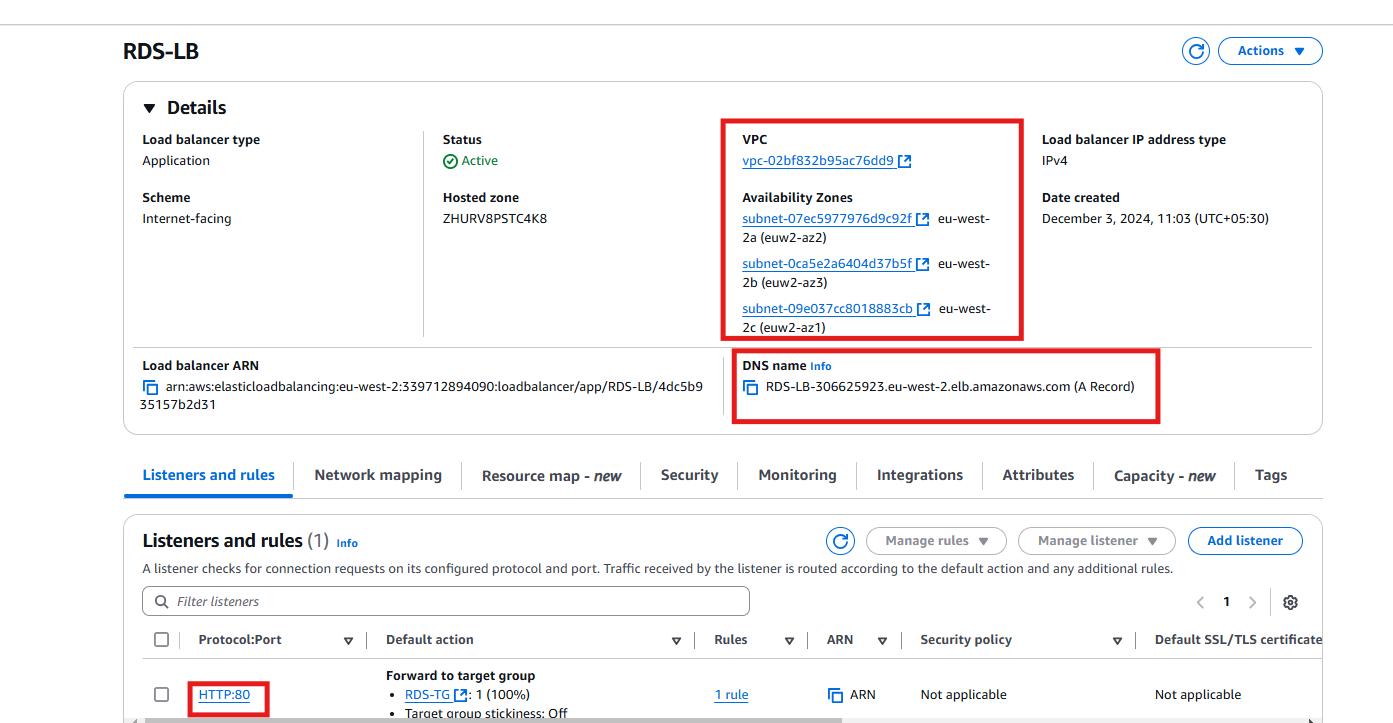 RDS-LB
Actions
Details
Load balancer type
Application
Status
Active
VPC
vpc-02bf832b95ac76dd9
Load balancer IP address type
IPv4
Scheme
Internet-facing
Hosted zone
ZHURV8PSTC4K8
Availability Zones
subnet-07ec5977976d9c92f eu-west-
2a (euw2-az2)
subnet-0ca5e2a6404d37b5f eu-west-
2b (euw2-az3)
subnet-09e037cc8018883cb eu-west-
2c (euw2-az1)
Date created
December 3, 2024, 11:03 (UTC+05:30)
Load balancer ARN
arn:aws:elasticloadbalancing:eu-west-2:339712894090:loadbalancer/app/RDS-LB/4dc5b9
35157b2d31
DNS name Info
RDS-LB-306625923.eu-west-2.elb.amazonaws.com (A Record)
Listeners and rules
Network mapping
Resource map - new
Security
Monitoring
Integrations
Attributes
Capacity - new
Tags
Listeners and rules (1) Info
Manage rules
Manage listener
Add listener
A listener checks for connection requests on its configured protocol and port. Traffic received by the listener is routed according to the default action and any additional rules.
Filter listeners
1
Protocol:Port
Default action
Rules
ARN
Security policy
Default SSL/TLS certificate
HTTP:80
Forward to target group
• RDS-TG : 1 (100%)
• Target group stickiness: Off
1 rule
ARN
Not applicable
Not applicable